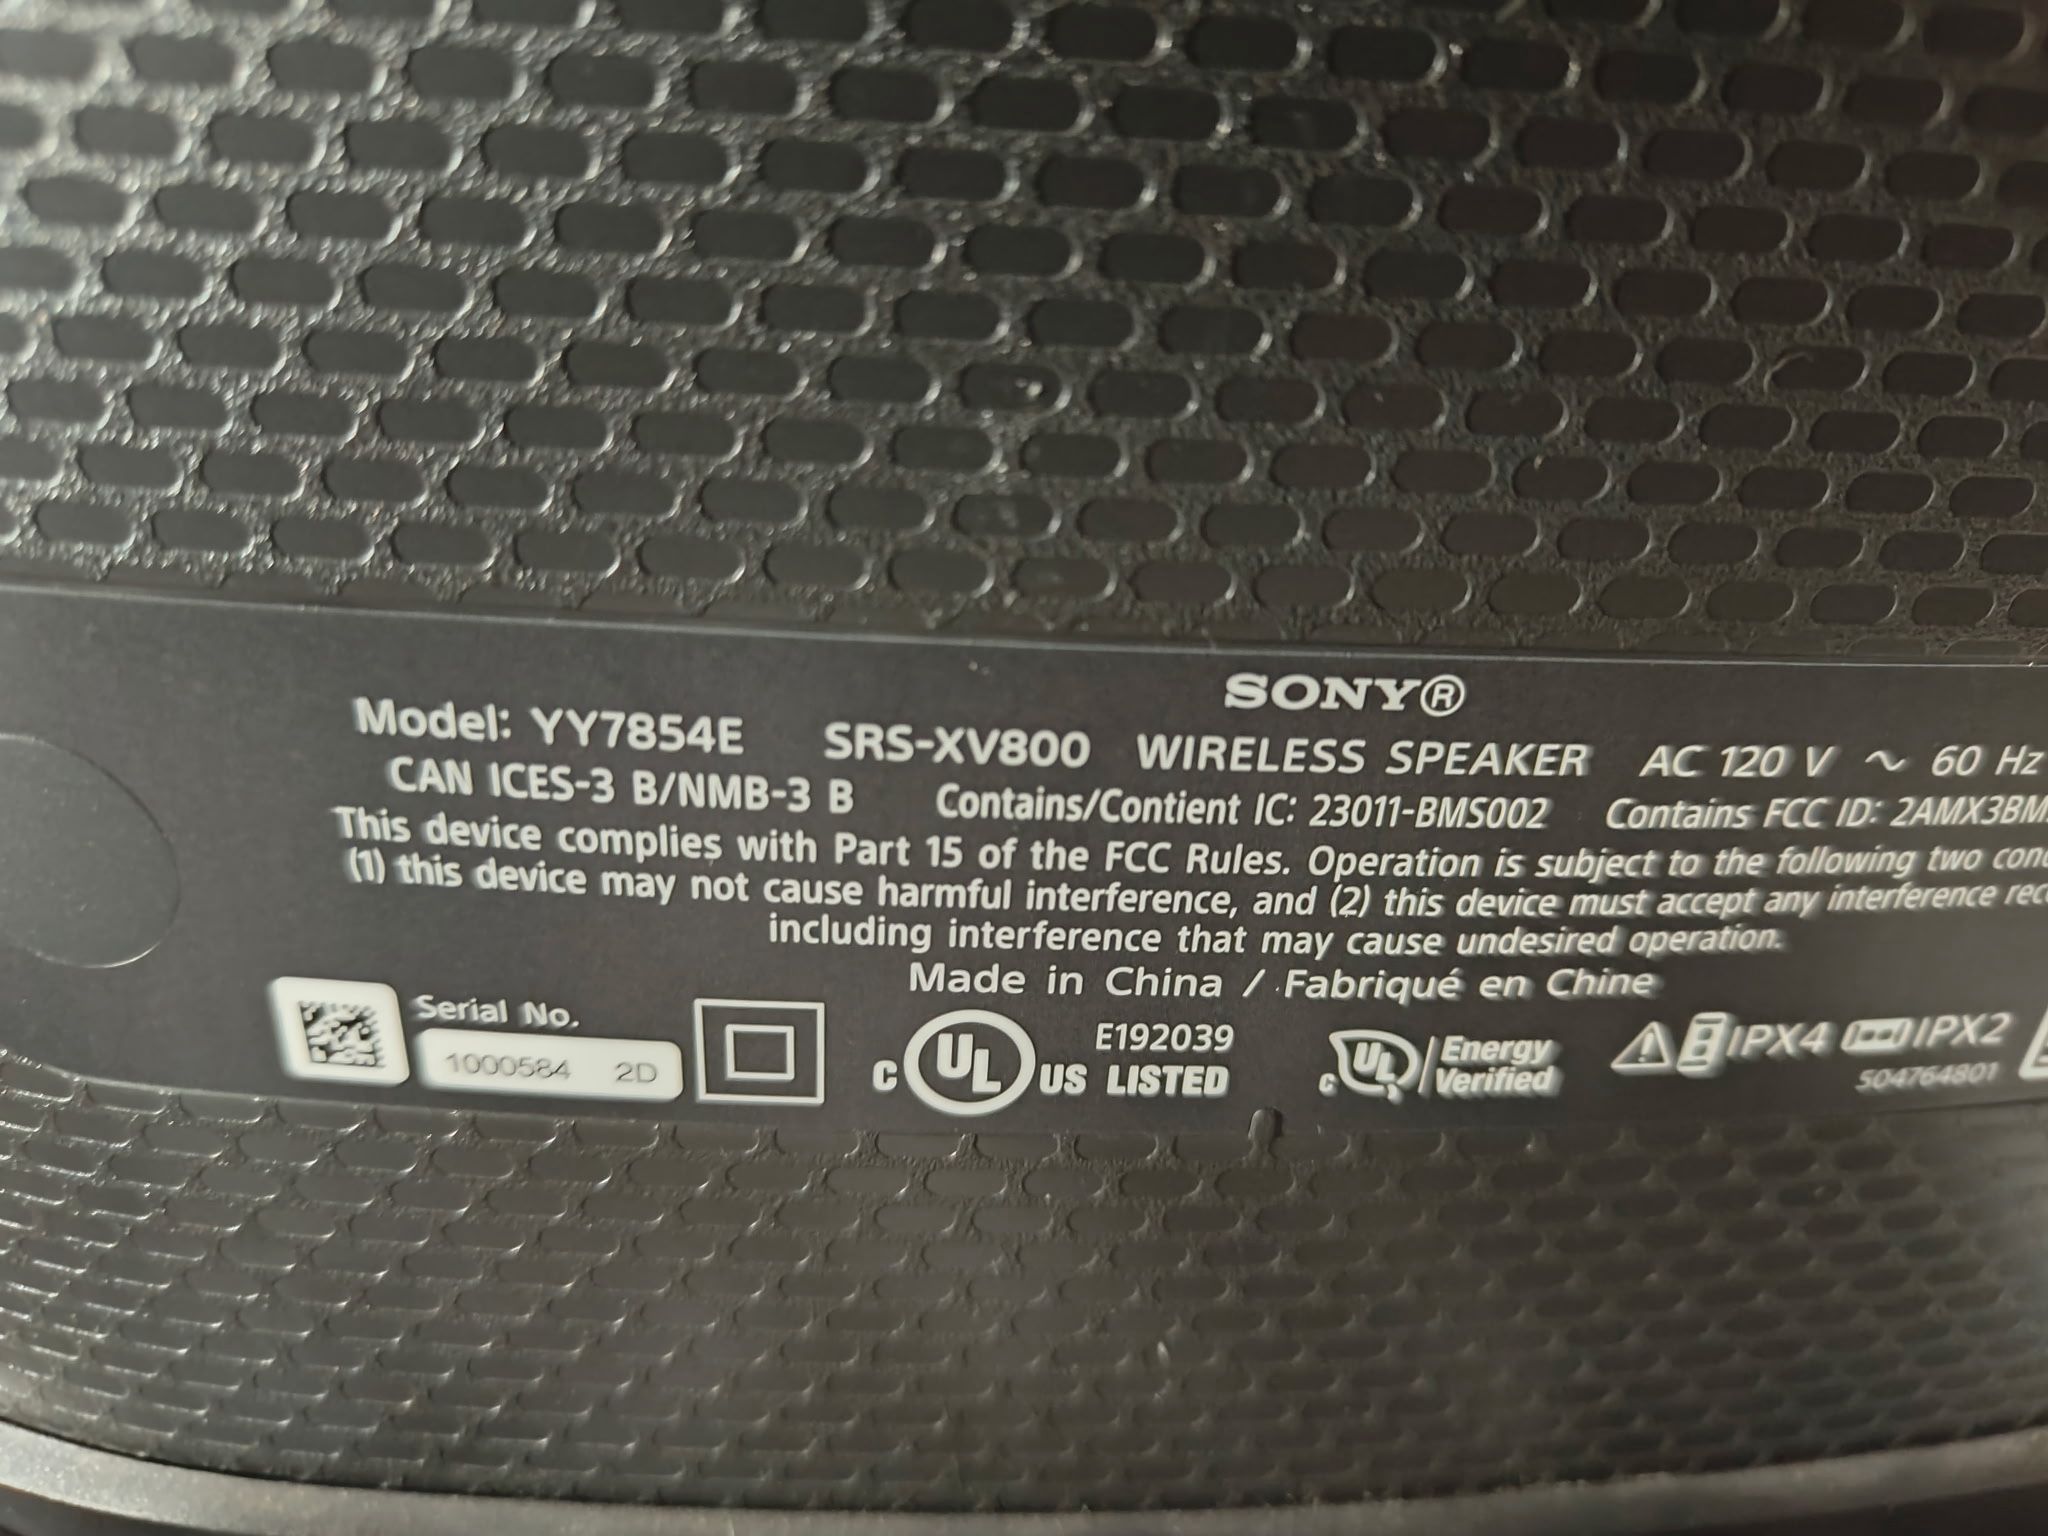 SONY®
Model: YY7854E SRS-XV800 WIRELESS SPEAKER AC 120 V ~ 60 Hz
CAN ICES-3 B/NMB-3 B Contains/Contient IC: 23011-BMS002 Contains FCC ID:
This device complies with Part 15 of the FCC Rules. Operation is subject to the following two
(1) this device may not cause harmful interference, and (2) this device must accept any interference
including interference that may cause undesired operation.
Made in China / Fabriqué en Chine
Serial No.
1000584 2D
C UL US LISTED
E192039
C UL Energy Verified
IPX4 IPX2
504764801